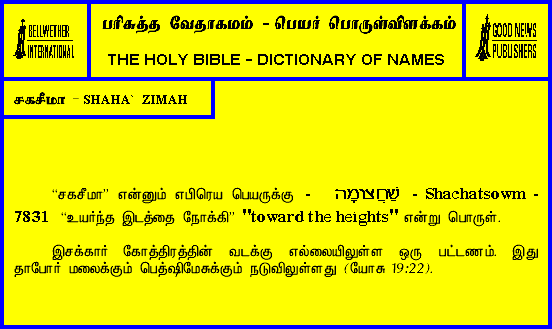 BELLWETHER
INTERNATIONAL
பரிசுத்த வேதாகமம் - பெயர் பொருள்விளக்கம்
THE HOLY BIBLE - DICTIONARY OF NAMES
GOOD NEWS
PUBLISHERS
சகசீமா - SHAHA` ZIMAH
“சகசீமா” என்னும் எபிரெய பெயருக்கு - שַׁחֲצוֹמָה - Shachatsowm -
7831 “உயர்ந்த இடத்தை நோக்கி” "toward the heights" என்று பொருள்.
இசக்கார் கோத்திரத்தின் வடக்கு எல்லையிலுள்ள ஒரு பட்டணம். இது
தாபோர் மலைக்கும் பெத்ஷிமேசுக்கும் நடுவிலுள்ளது (யோசு 19:22).